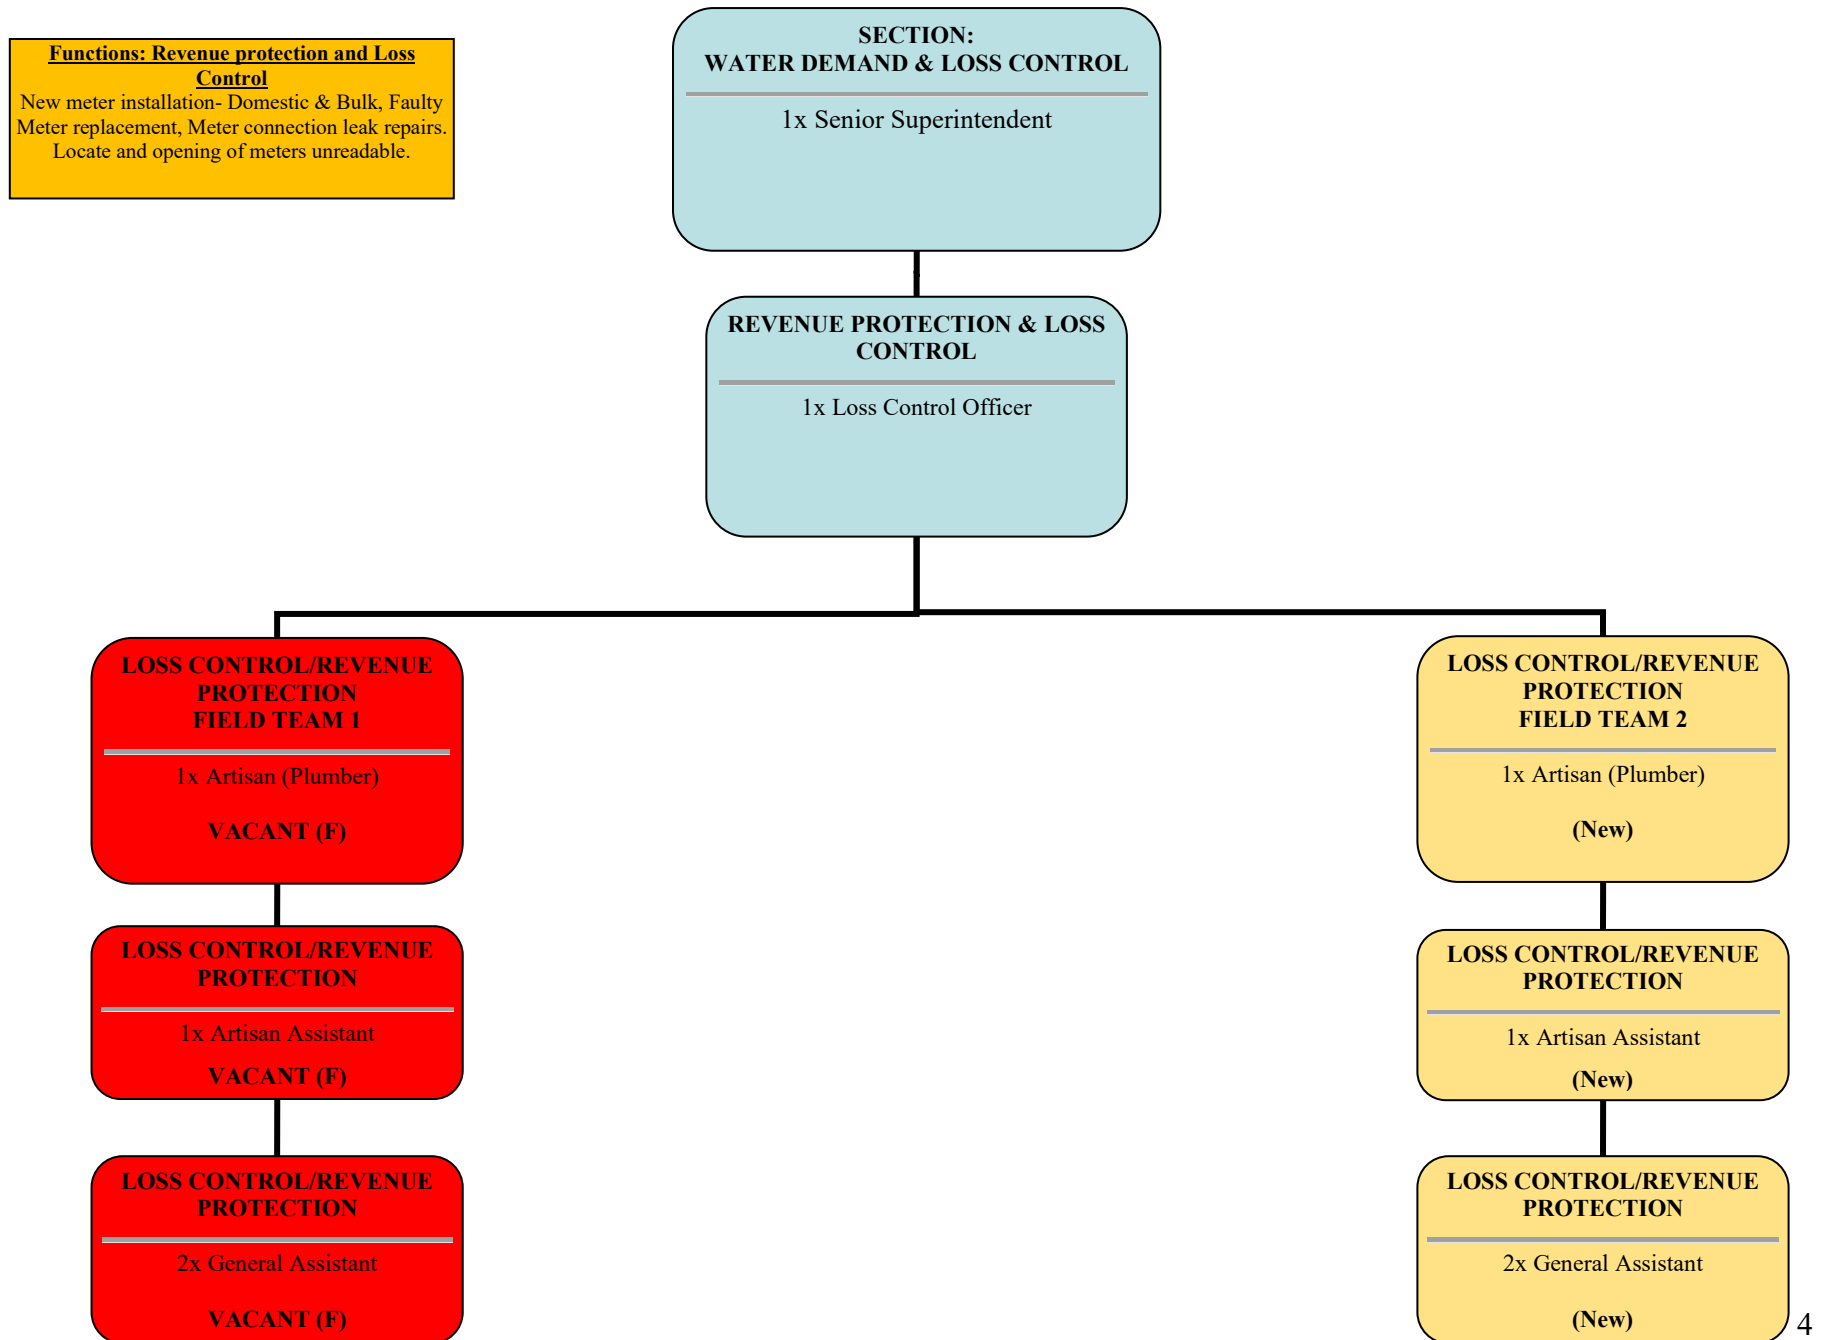 Functions: Revenue protection and Loss
Control
New meter installation- Domestic & Bulk, Faulty
Meter replacement, Meter connection leak repairs.
Locate and opening of meters unreadable.
SECTION:
WATER DEMAND & LOSS CONTROL
1x Senior Superintendent
REVENUE PROTECTION & LOSS
CONTROL
1x Loss Control Officer
LOSS CONTROL/REVENUE
PROTECTION
FIELD TEAM 1
1x Artisan (Plumber)
VACANT (F)
LOSS CONTROL/REVENUE
PROTECTION
1x Artisan Assistant
VACANT (F)
LOSS CONTROL/REVENUE
PROTECTION
2x General Assistant
VACANT (F)
LOSS CONTROL/REVENUE
PROTECTION
FIELD TEAM 2
1x Artisan (Plumber)
(New)
LOSS CONTROL/REVENUE
PROTECTION
1x Artisan Assistant
(New)
LOSS CONTROL/REVENUE
PROTECTION
2x General Assistant
(New)
4